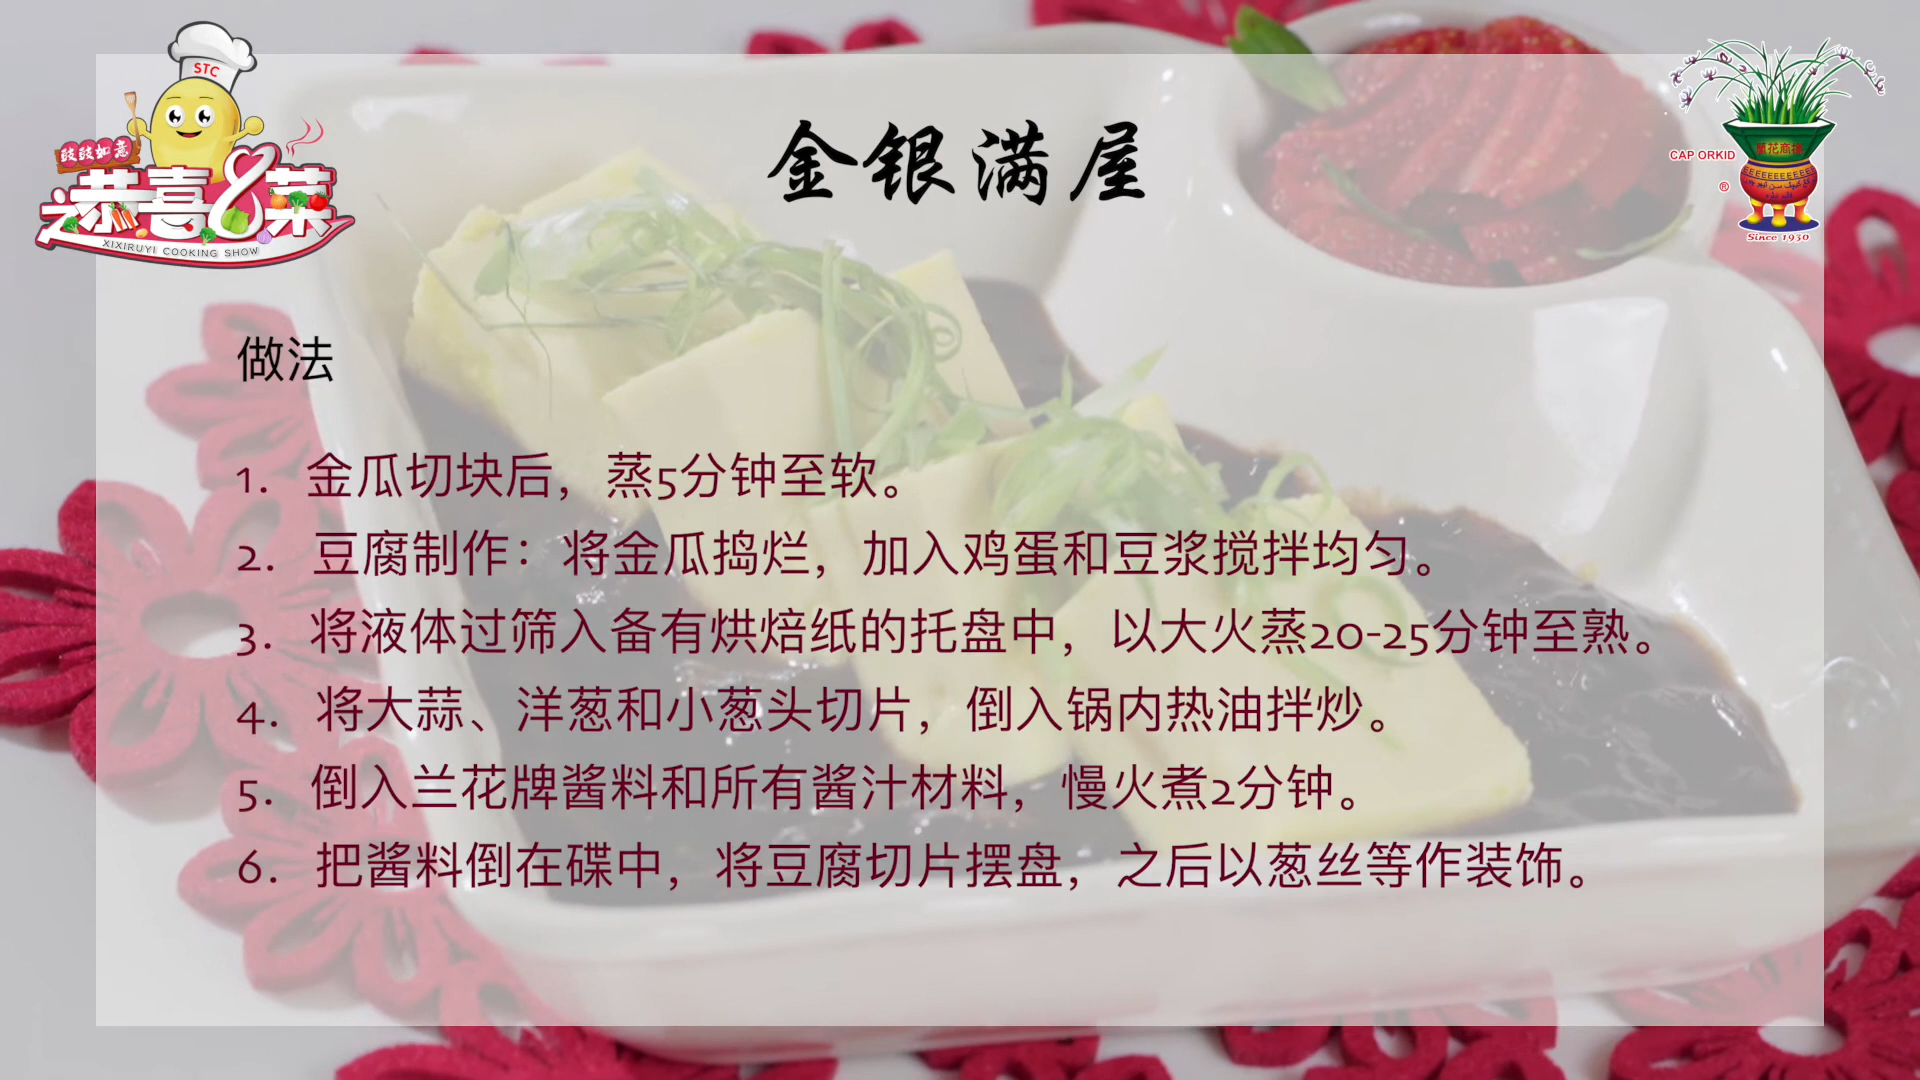 STC
豉豉如意
之恭喜8菜
XIXIRUYI COOKING SHOW
CAP ORKID
®
Since 1930
金银满屋
做法
1. 金瓜切块后，蒸5分钟至软。
2. 豆腐制作：将金瓜捣烂，加入鸡蛋和豆浆搅拌均匀。
3. 将液体过筛入备有烘焙纸的托盘中，以大火蒸20-25分钟至熟。
4. 将大蒜、洋葱和小葱头切片，倒入锅内热油拌炒。
5. 倒入兰花牌酱料和所有酱汁材料，慢火煮2分钟。
6. 把酱料倒在碟中，将豆腐切片摆盘，之后以葱丝等作装饰。